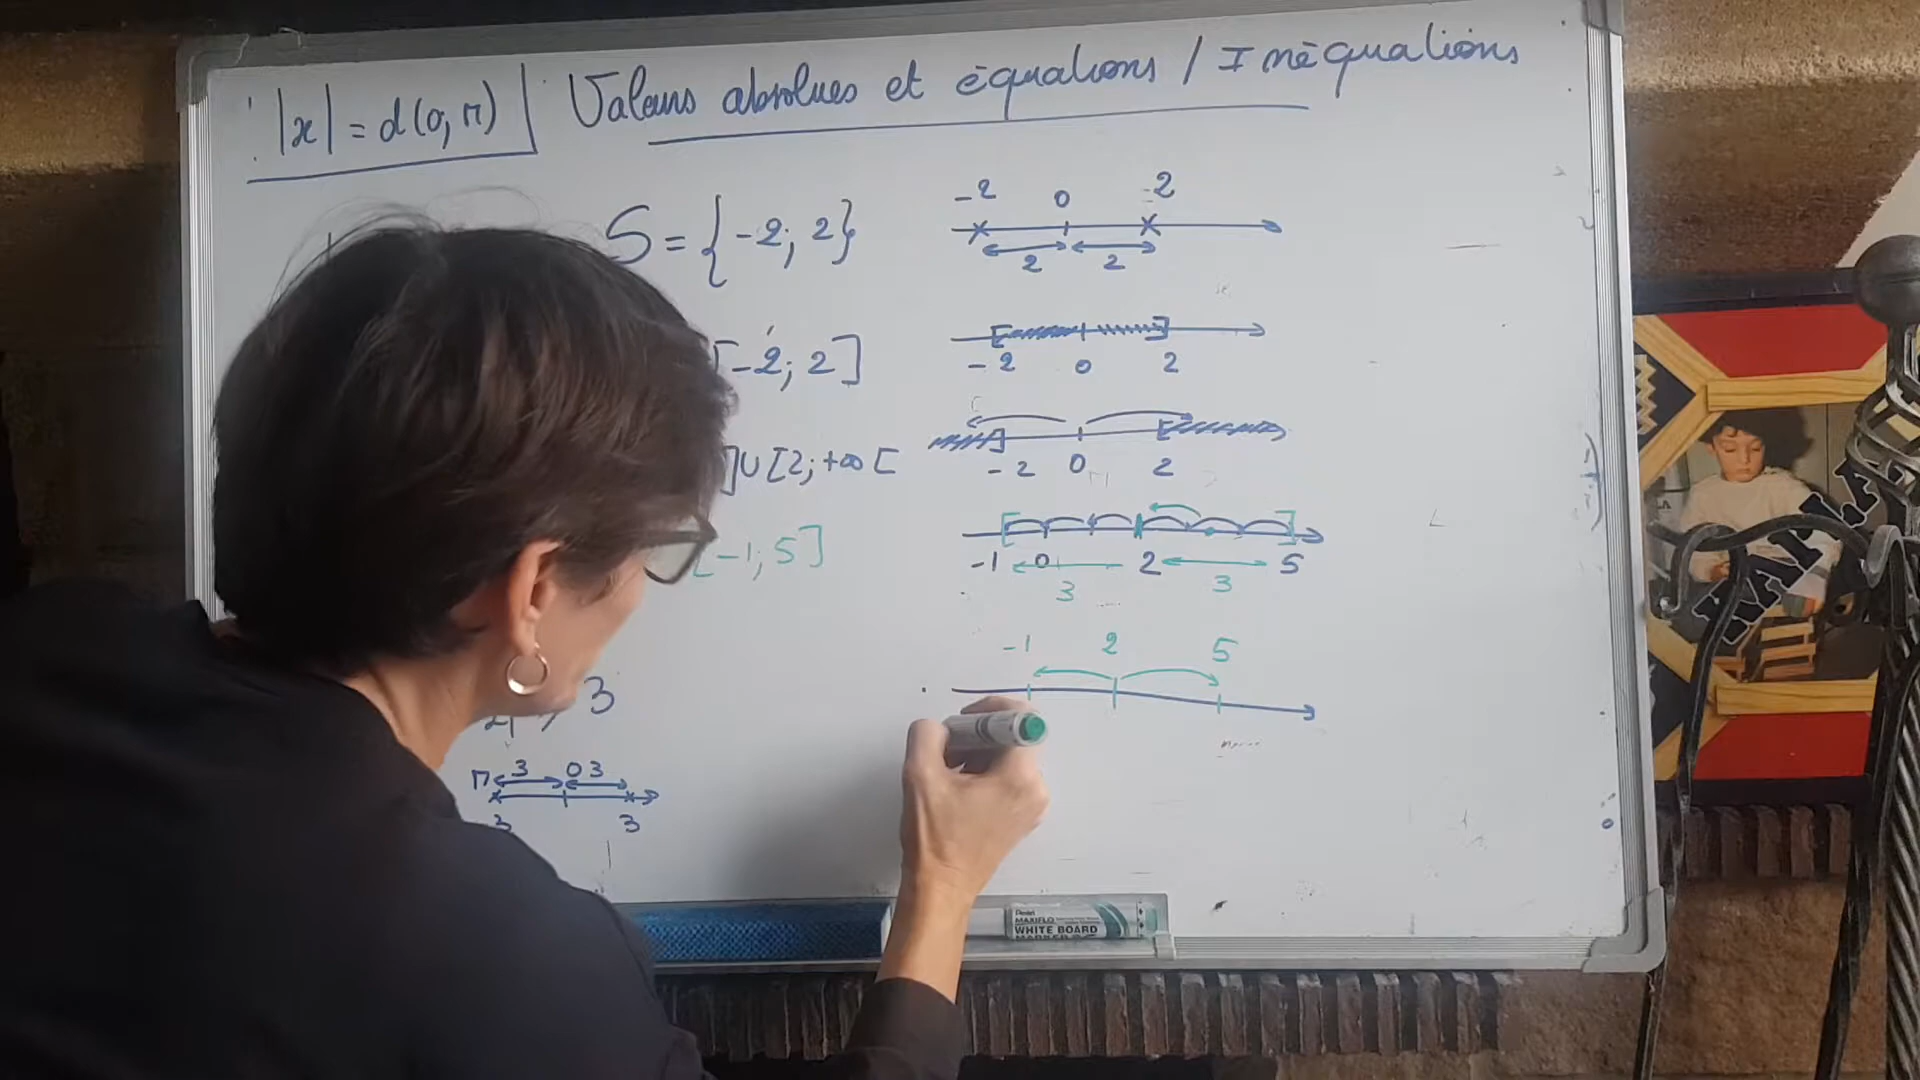 |x| = d(0, M) Valeurs absolues et équations / Inéquations
S = {-2; 2}
-2 0 2
2 2
[-2; 2]
-2 0 2
]∪[2; +∞[
-2 0 2
[-1; 5]
-1 0 2 5
3 3
-1 2 5
3
M 3 0 3
3 3
Pentel
MAXIFLO
WHITE BOARD
MARKER
KAPLA